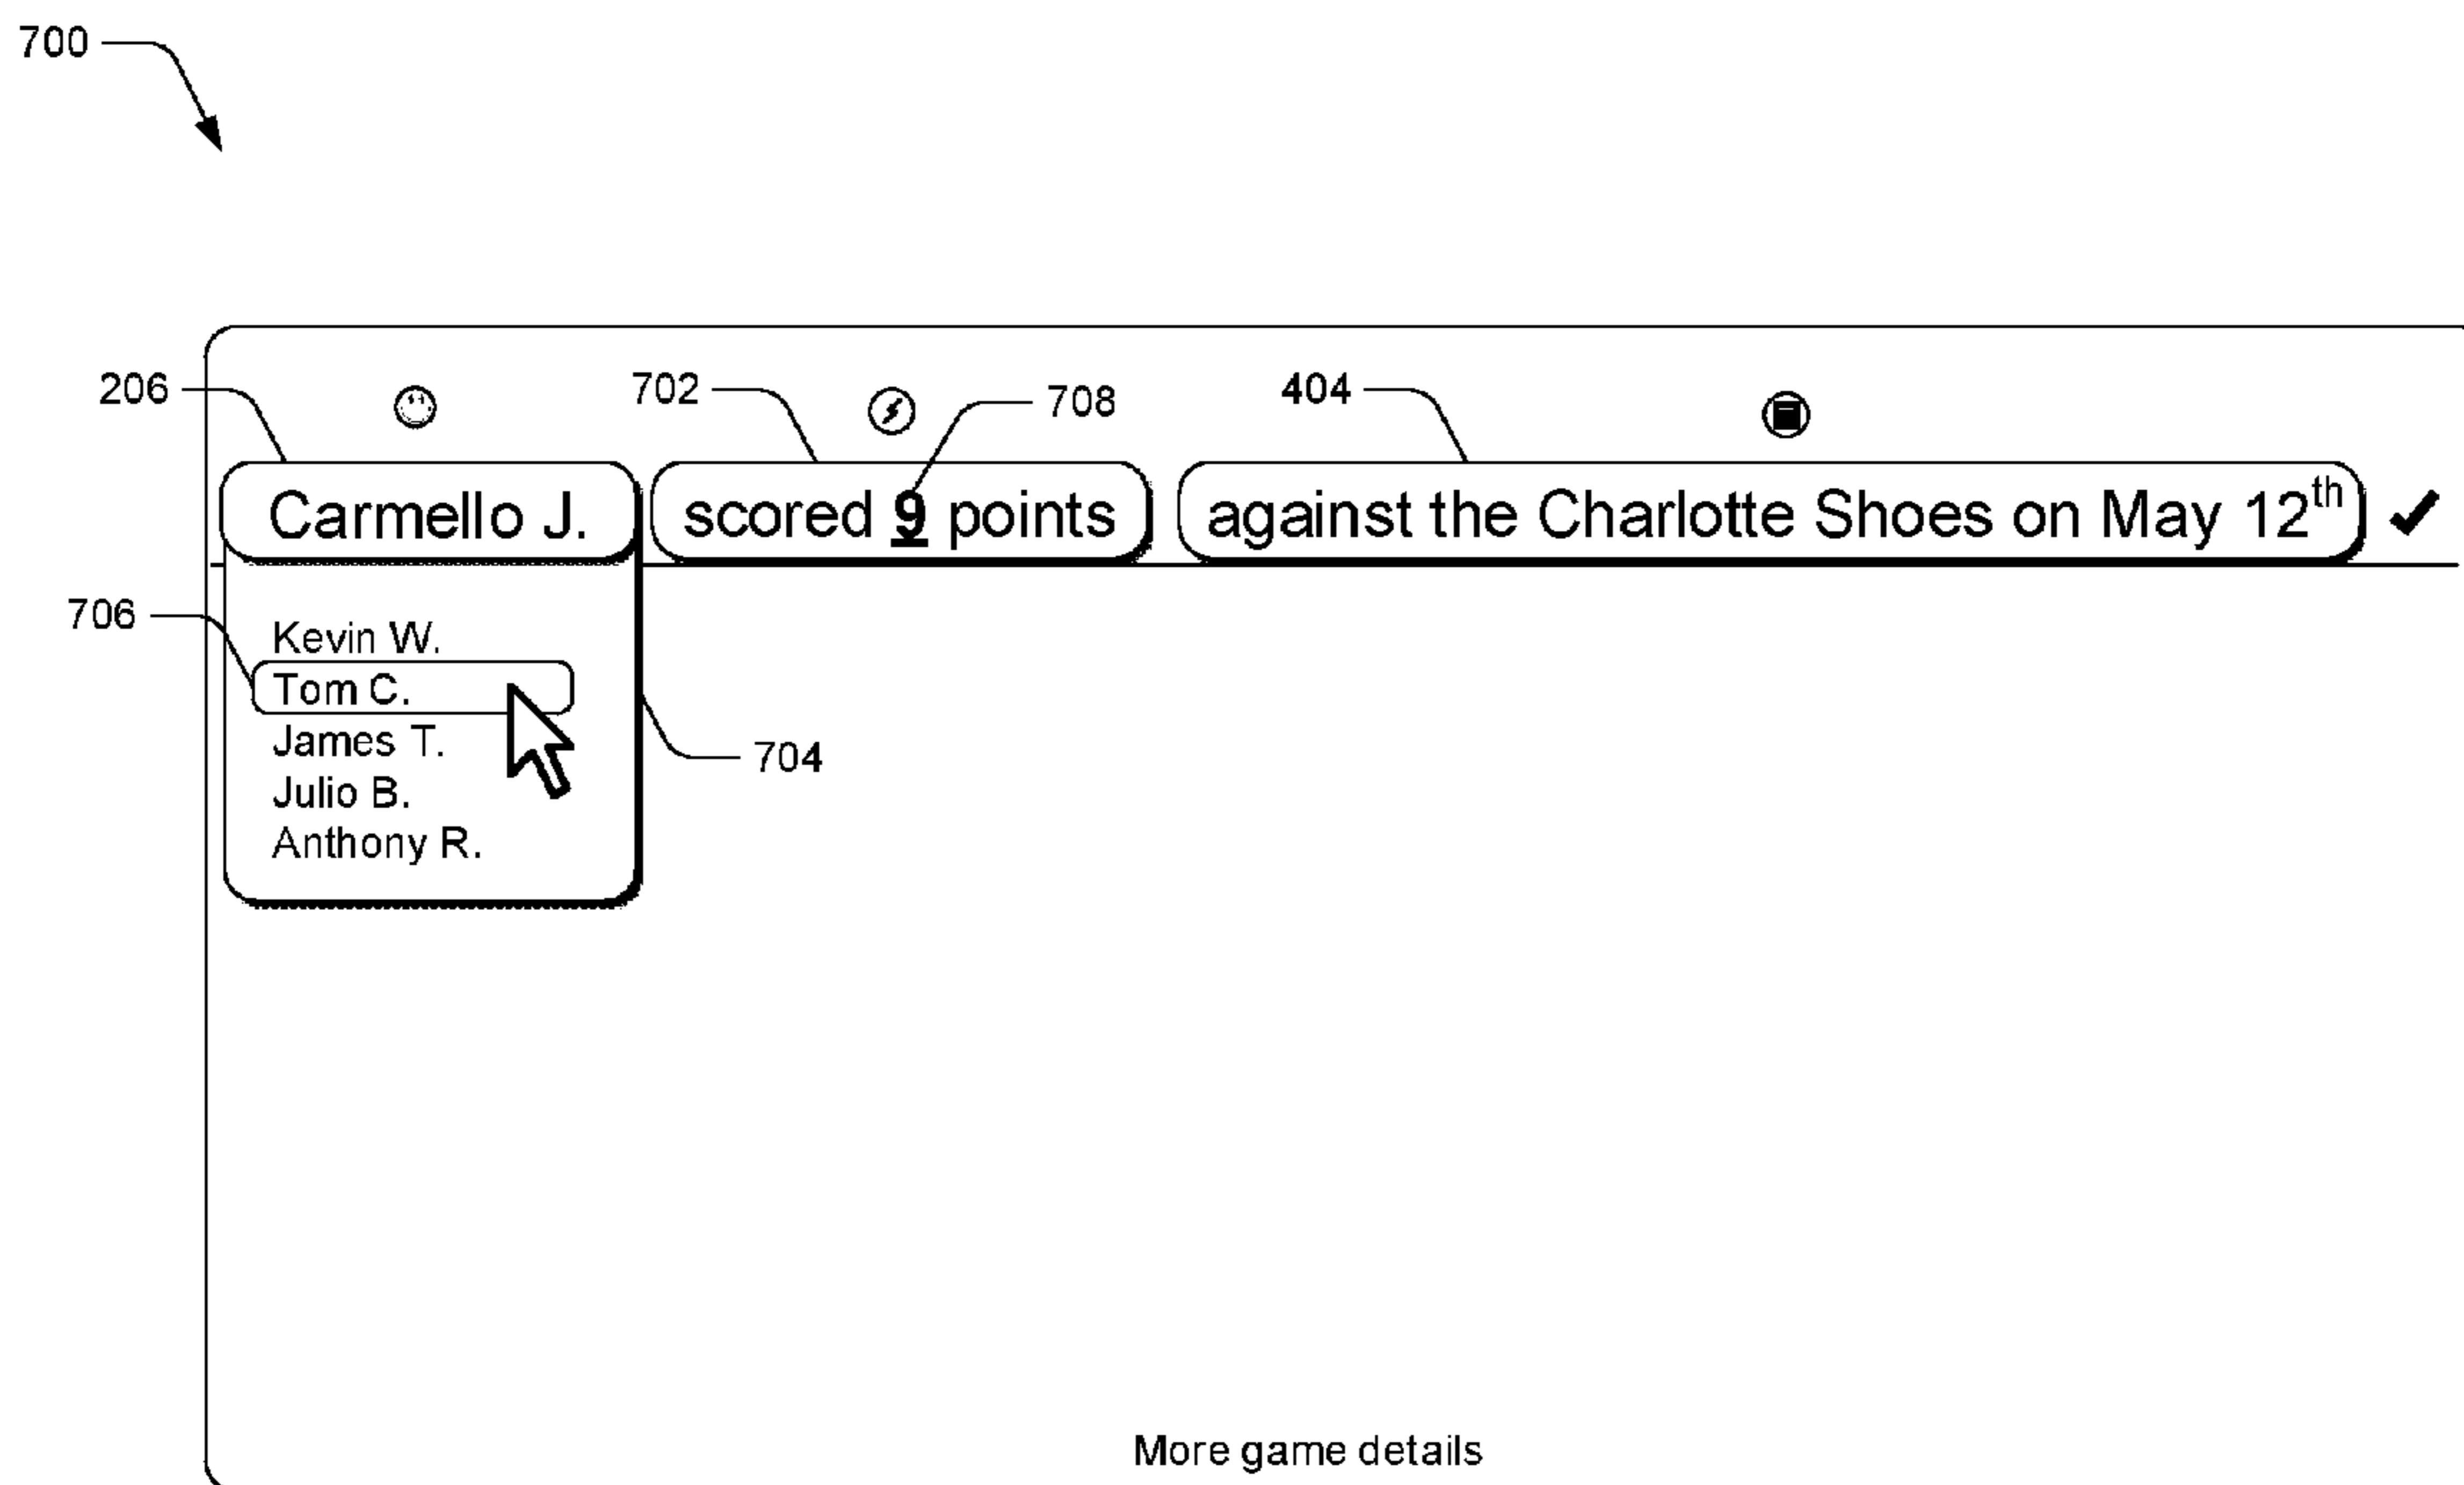 700
206 702 708 404
Carmello J. scored 9 points against the Charlotte Shoes on May 12th
706
Kevin W.
Tom C.
James T.
704
Julio B.
Anthony R.
More game details